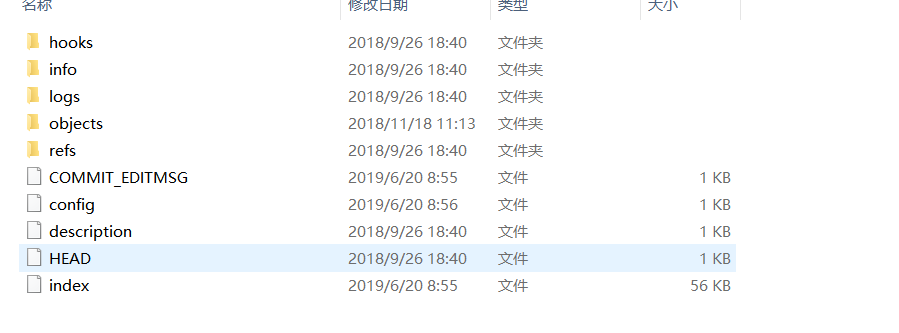 名称 修改日期 类型 大小
hooks 2018/9/26 18:40 文件夹
info 2018/9/26 18:40 文件夹
logs 2018/9/26 18:40 文件夹
objects 2018/11/18 11:13 文件夹
refs 2018/9/26 18:40 文件夹
COMMIT_EDITMSG 2019/6/20 8:55 文件 1 KB
config 2019/6/20 8:56 文件 1 KB
description 2018/9/26 18:40 文件 1 KB
HEAD 2018/9/26 18:40 文件 1 KB
index 2019/6/20 8:55 文件 56 KB